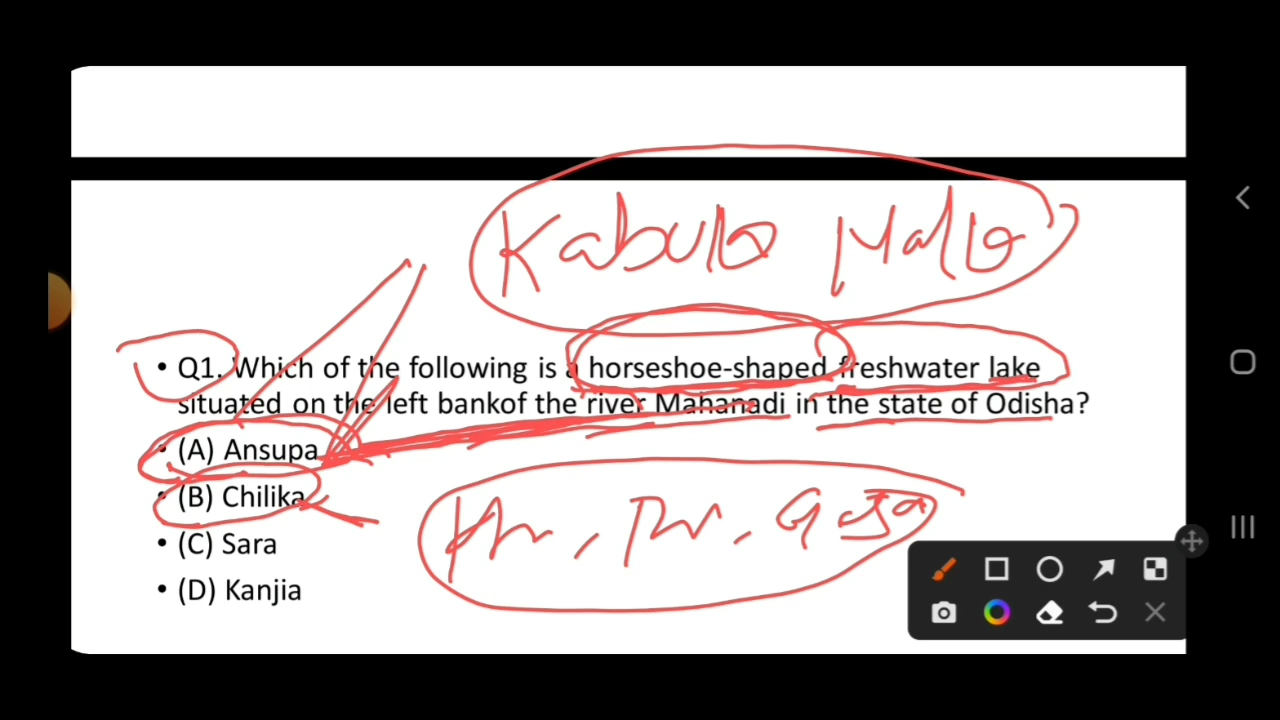 Kabula Mala
• Q1. Which of the following is a horseshoe-shaped freshwater lake
situated on the left bankof the river Mahanadi in the state of Odisha?
• (A) Ansupa
• (B) Chilika
• (C) Sara
• (D) Kanjia